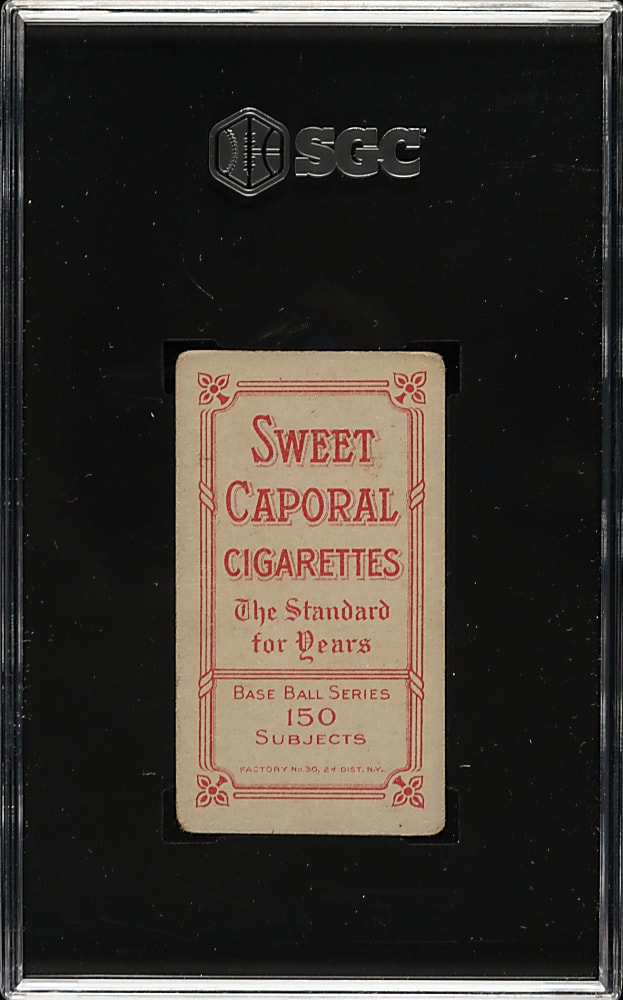 SGC
SWEET
CAPORAL
CIGARETTES
The Standard
for Years
BASE BALL SERIES
150
SUBJECTS
FACTORY No. 30, 2d DIST. N.Y.